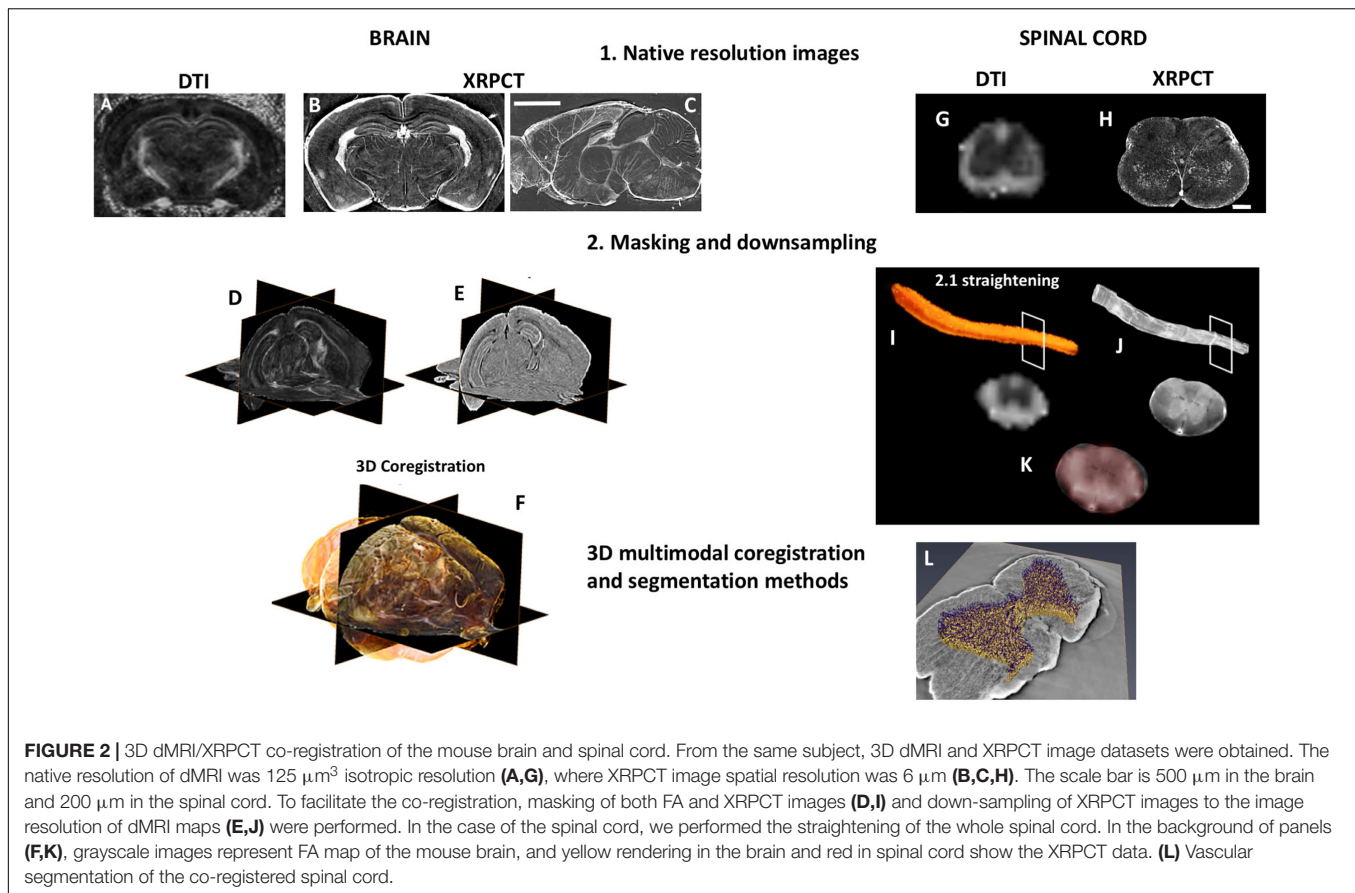 BRAIN
SPINAL CORD
1. Native resolution images
DTI
XRPCT
DTI
XRPCT
A
B
C
G
H
2. Masking and downsampling
D
E
2.1 straightening
I
J
K
3D Coregistration
F
3D multimodal coregistration
and segmentation methods
L
FIGURE 2 | 3D dMRI/XRPCT co-registration of the mouse brain and spinal cord. From the same subject, 3D dMRI and XRPCT image datasets were obtained. The
native resolution of dMRI was 125 μm³ isotropic resolution (A,G), where XRPCT image spatial resolution was 6 μm (B,C,H). The scale bar is 500 μm in the brain
and 200 μm in the spinal cord. To facilitate the co-registration, masking of both FA and XRPCT images (D,I) and down-sampling of XRPCT images to the image
resolution of dMRI maps (E,J) were performed. In the case of the spinal cord, we performed the straightening of the whole spinal cord. In the background of panels
(F,K), grayscale images represent FA map of the mouse brain, and yellow rendering in the brain and red in spinal cord show the XRPCT data. (L) Vascular
segmentation of the co-registered spinal cord.